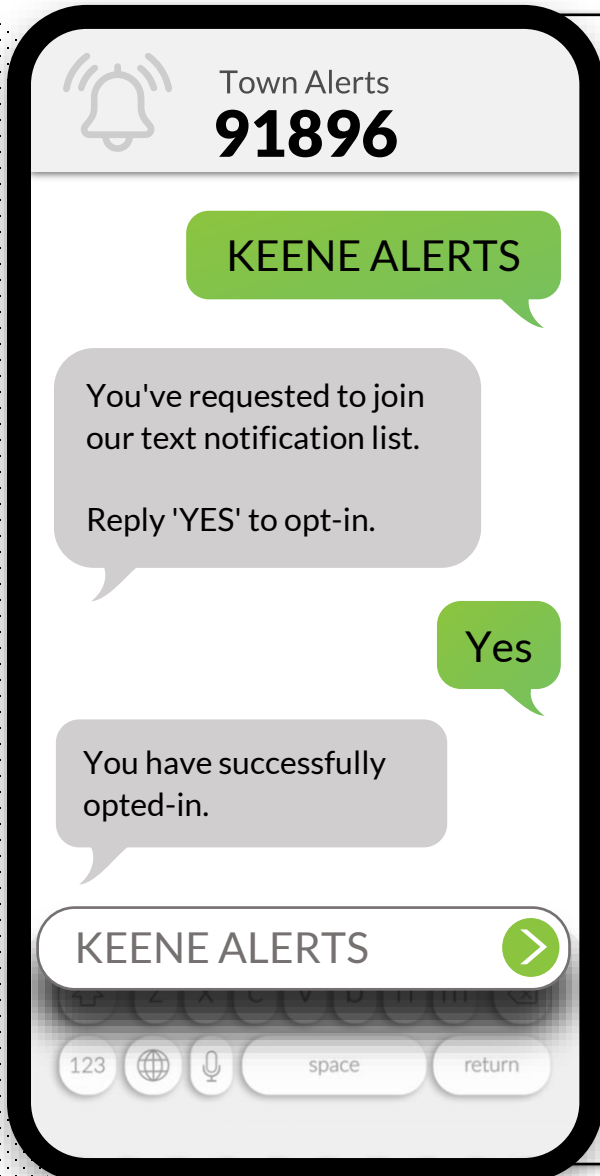 Town Alerts
91896
KEENE ALERTS
You've requested to join
our text notification list.
Reply 'YES' to opt-in.
Yes
You have successfully
opted-in.
KEENE ALERTS
z x c v b n m
123 space return